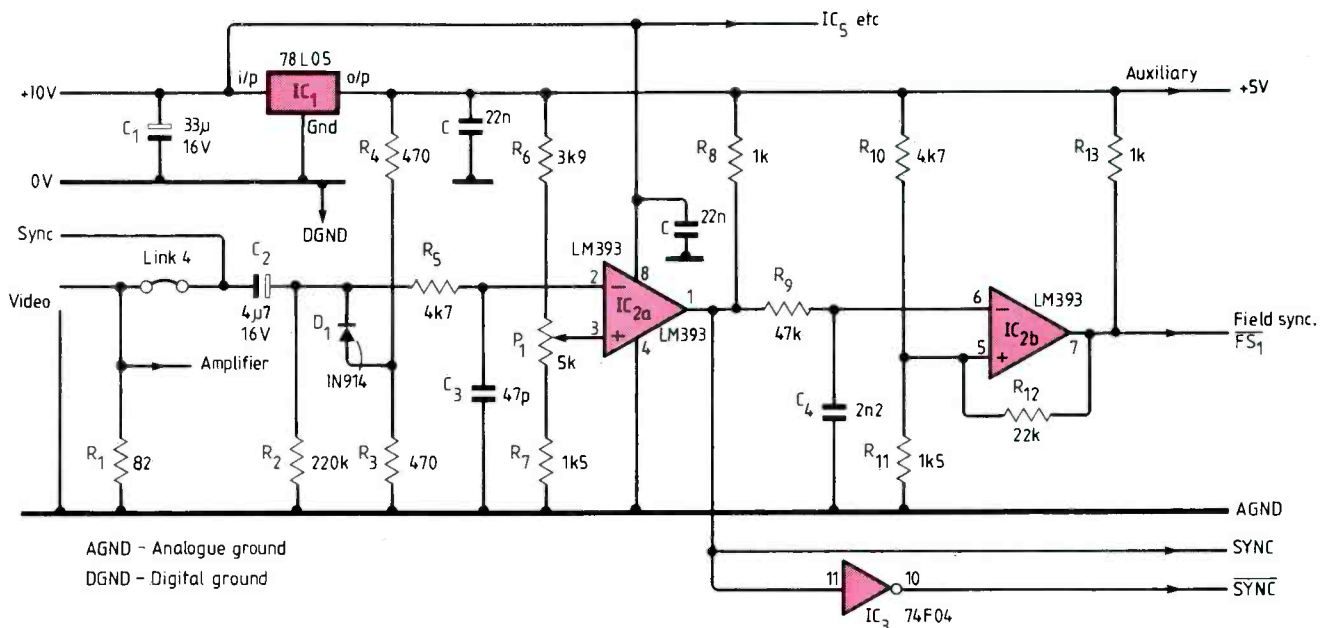 IC5 etc
78L05
i/p
o/p
IC1
Gnd
+10V
Auxiliary
+5V
C1
33µ
16V
R4
470
C
22n
R6
3k9
R8
1k
R10
4k7
R13
1k
0V
DGND
C
22n
Sync
Link 4
C2
4µ7
16V
R5
4k7
LM393
2
8
1
IC2a
3
4
LM393
R9
47k
6
LM393
IC2b
7
5
Field sync.
FS1
Video
D1
1N914
P1
5k
Amplifier
C3
47p
C4
2n2
R12
22k
R1
82
R2
220k
R3
470
R7
1k5
R11
1k5
AGND
AGND – Analogue ground
DGND – Digital ground
SYNC
11
10
SYNC
IC3
74F04